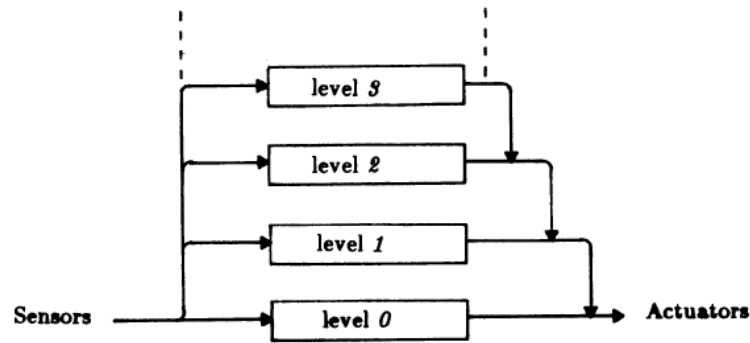 level 3
level 2
level 1
Sensors
level 0
Actuators